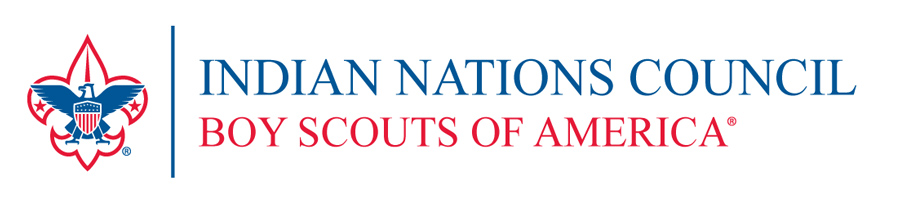 INDIAN NATIONS COUNCIL
BOY SCOUTS OF AMERICA®
®